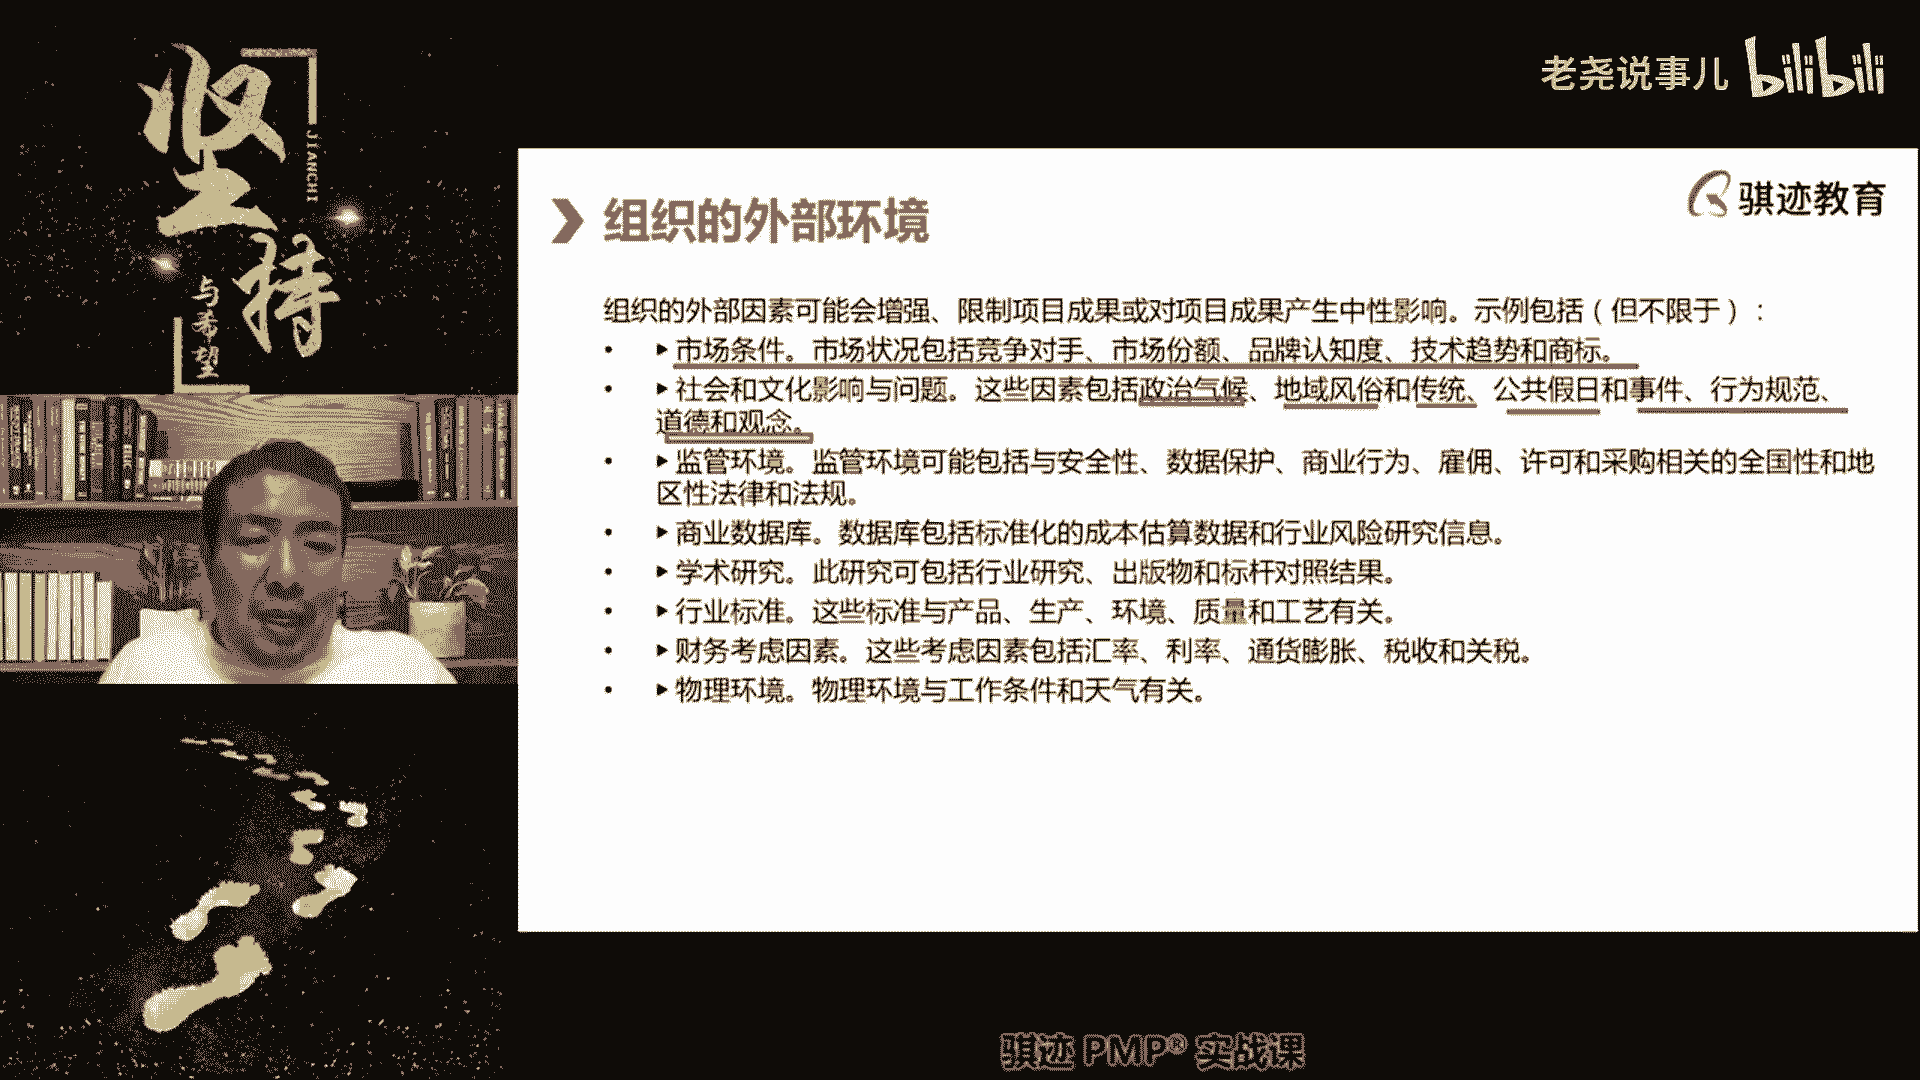 坚
持
JIANCHI
与希望
老尧说事儿 bilibili
骐迹教育
组织的外部环境
组织的外部因素可能会增强、限制项目成果或对项目成果产生中性影响。示例包括（但不限于）：
• ▶ 市场条件。市场状况包括竞争对手、市场份额、品牌认知度、技术趋势和商标。
• ▶ 社会和文化影响与问题。这些因素包括政治气候、地域风俗和传统、公共假日和事件、行为规范、
道德和观念。
• ▶ 监管环境。监管环境可能包括与安全性、数据保护、商业行为、雇佣、许可和采购相关的全国性和地
区性法律和法规。
• ▶ 商业数据库。数据库包括标准化的成本估算数据和行业风险研究信息。
• ▶ 学术研究。此研究可包括行业研究、出版物和标杆对照结果。
• ▶ 行业标准。这些标准与产品、生产、环境、质量和工艺有关。
• ▶ 财务考虑因素。这些考虑因素包括汇率、利率、通货膨胀、税收和关税。
• ▶ 物理环境。物理环境与工作条件和天气有关。
骐迹 PMP® 实战课